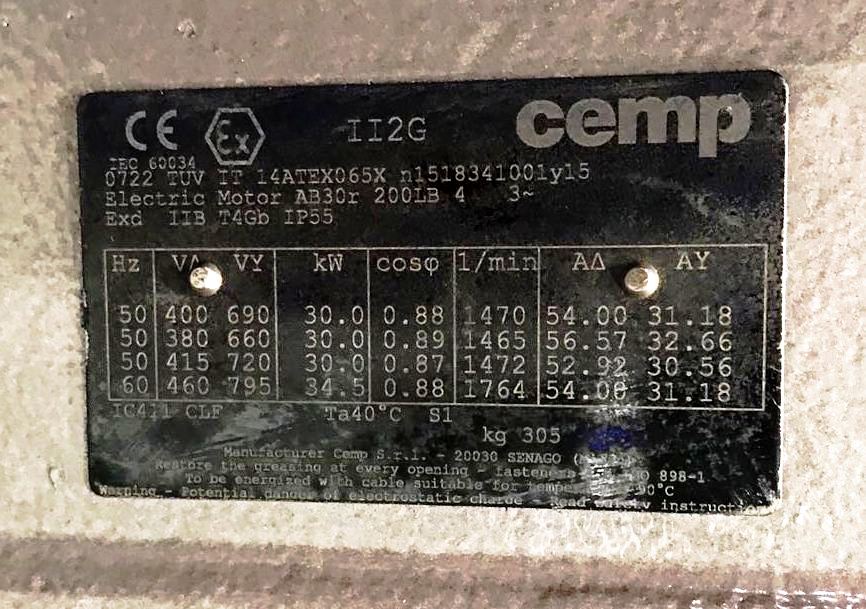 CE Ex II2G cemp
IEC 60034
0722 TUV IT 14ATEX065X n1518341001y15
Electric Motor AB30r 200LB 4 3~
Exd IIB T4Gb IP55
Hz VΔ VY kW cosφ 1/min AΔ AY
50 400 690 30.0 0.88 1470 54.00 31.18
50 380 660 30.0 0.89 1465 56.57 32.66
50 415 720 30.0 0.87 1472 52.92 30.56
60 460 795 34.5 0.88 1764 54.00 31.18
IC411 CLF Ta40°C S1
kg 305
Manufacturer Cemp S.r.l. - 20030 SENAGO
Restore the greasing at every opening - fasteners 898-1
To be energized with cable suitable for 90°C
Warning - Potential danger of electrostatic charge - Read safety instruction